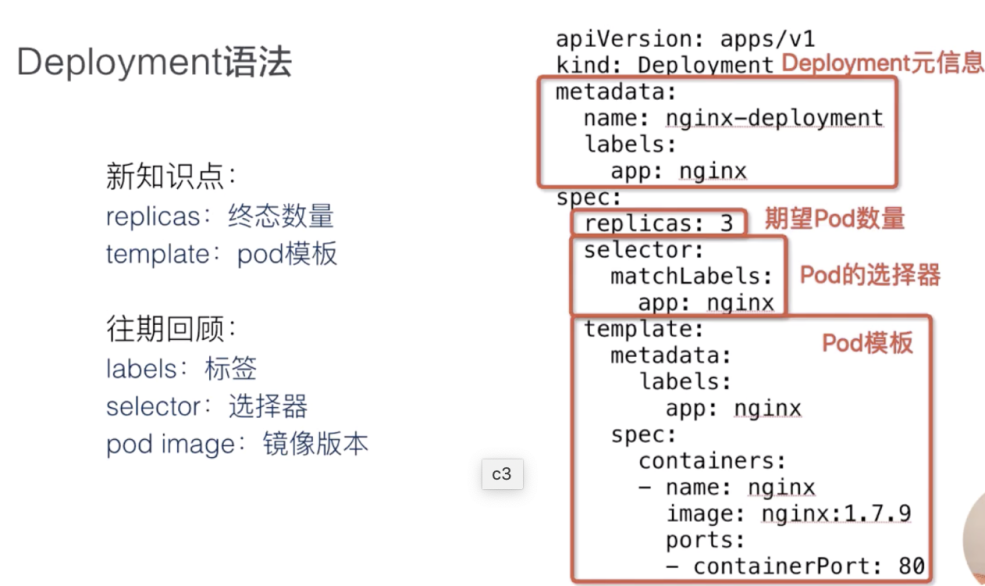 Deployment语法
新知识点：
replicas：终态数量
template：pod模板
往期回顾：
labels：标签
selector：选择器
pod image：镜像版本
c3
apiVersion: apps/v1
kind: Deployment
Deployment元信息
metadata:
  name: nginx-deployment
  labels:
    app: nginx
spec:
  replicas: 3
期望Pod数量
  selector:
    matchLabels:
      app: nginx
Pod的选择器
  template:
Pod模板
    metadata:
      labels:
        app: nginx
    spec:
      containers:
      - name: nginx
        image: nginx:1.7.9
        ports:
        - containerPort: 80